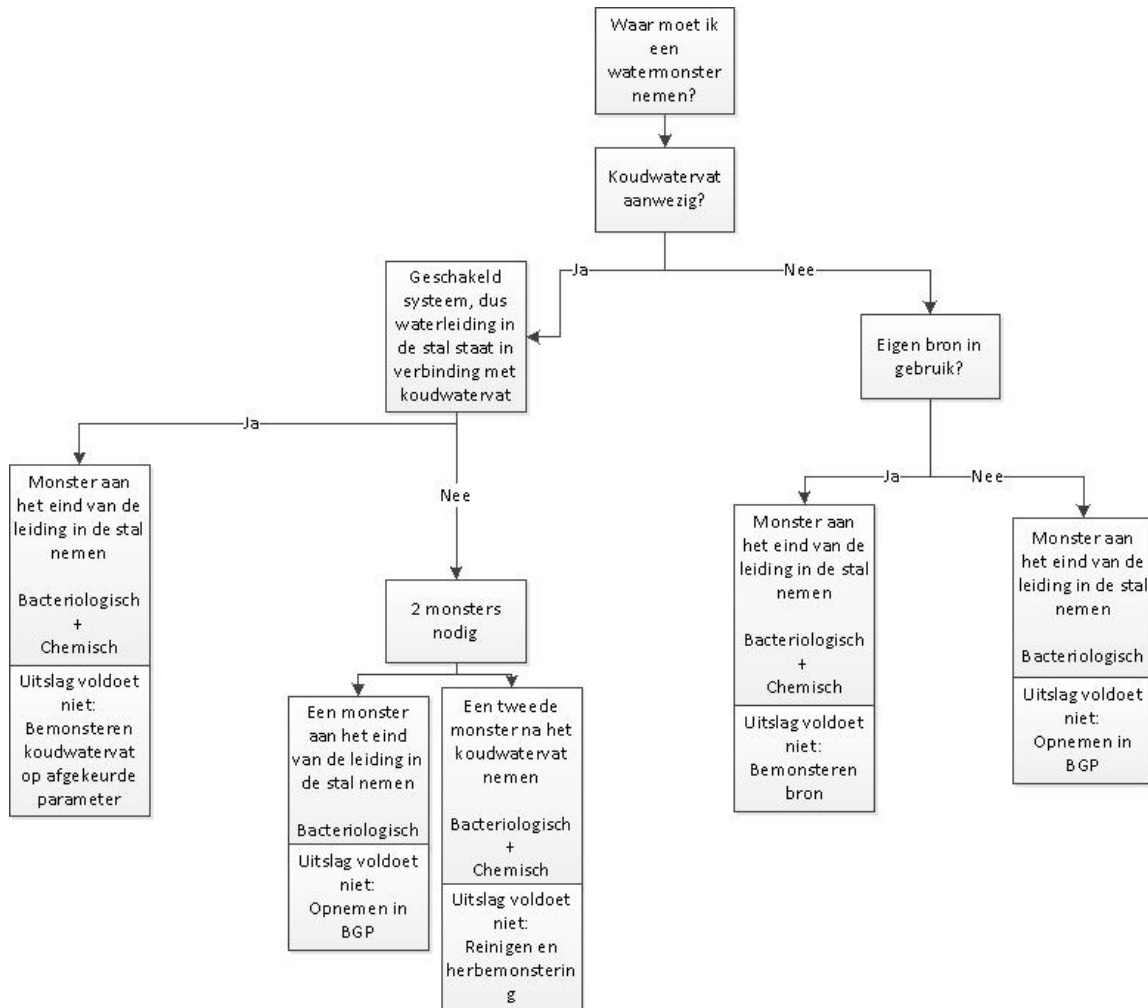 Waar moet ik
een
watermonster
nemen?
Koudwatervat
aanwezig?
Ja
Nee
Geschakeld
systeem, dus
waterleiding in
de stal staat in
verbinding met
koudwatervat
Eigen bron in
gebruik?
Ja
Nee
Ja
Nee
Monster aan
het eind van de
leiding in de stal
nemen
Bacteriologisch
+
Chemisch
Uitslag voldoet
niet:
Bemonsteren
koudwatervat
op afgekeurde
parameter
2 monsters
nodig
Een monster
aan het eind
van de leiding in
de stal nemen
Bacteriologisch
Uitslag voldoet
niet:
Opnemen in
BGP
Een tweede
monster na het
koudwatervat
nemen
Bacteriologisch
+
Chemisch
Uitslag voldoet
niet:
Reinigen en
herbemonsterin
g
Monster aan
het eind van de
leiding in de stal
nemen
Bacteriologisch
+
Chemisch
Uitslag voldoet
niet:
Bemonsteren
bron
Monster aan
het eind van de
leiding in de stal
nemen
Bacteriologisch
Uitslag voldoet
niet:
Opnemen in
BGP